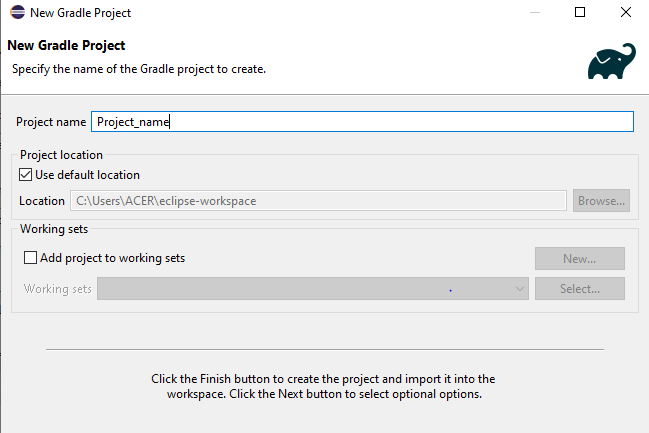 New Gradle Project
New Gradle Project
Specify the name of the Gradle project to create.
Project name Project_name
Project location
Use default location
Location C:\Users\ACER\eclipse-workspace Browse...
Working sets
Add project to working sets New...
Working sets Select...
Click the Finish button to create the project and import it into the
workspace. Click the Next button to select optional options.